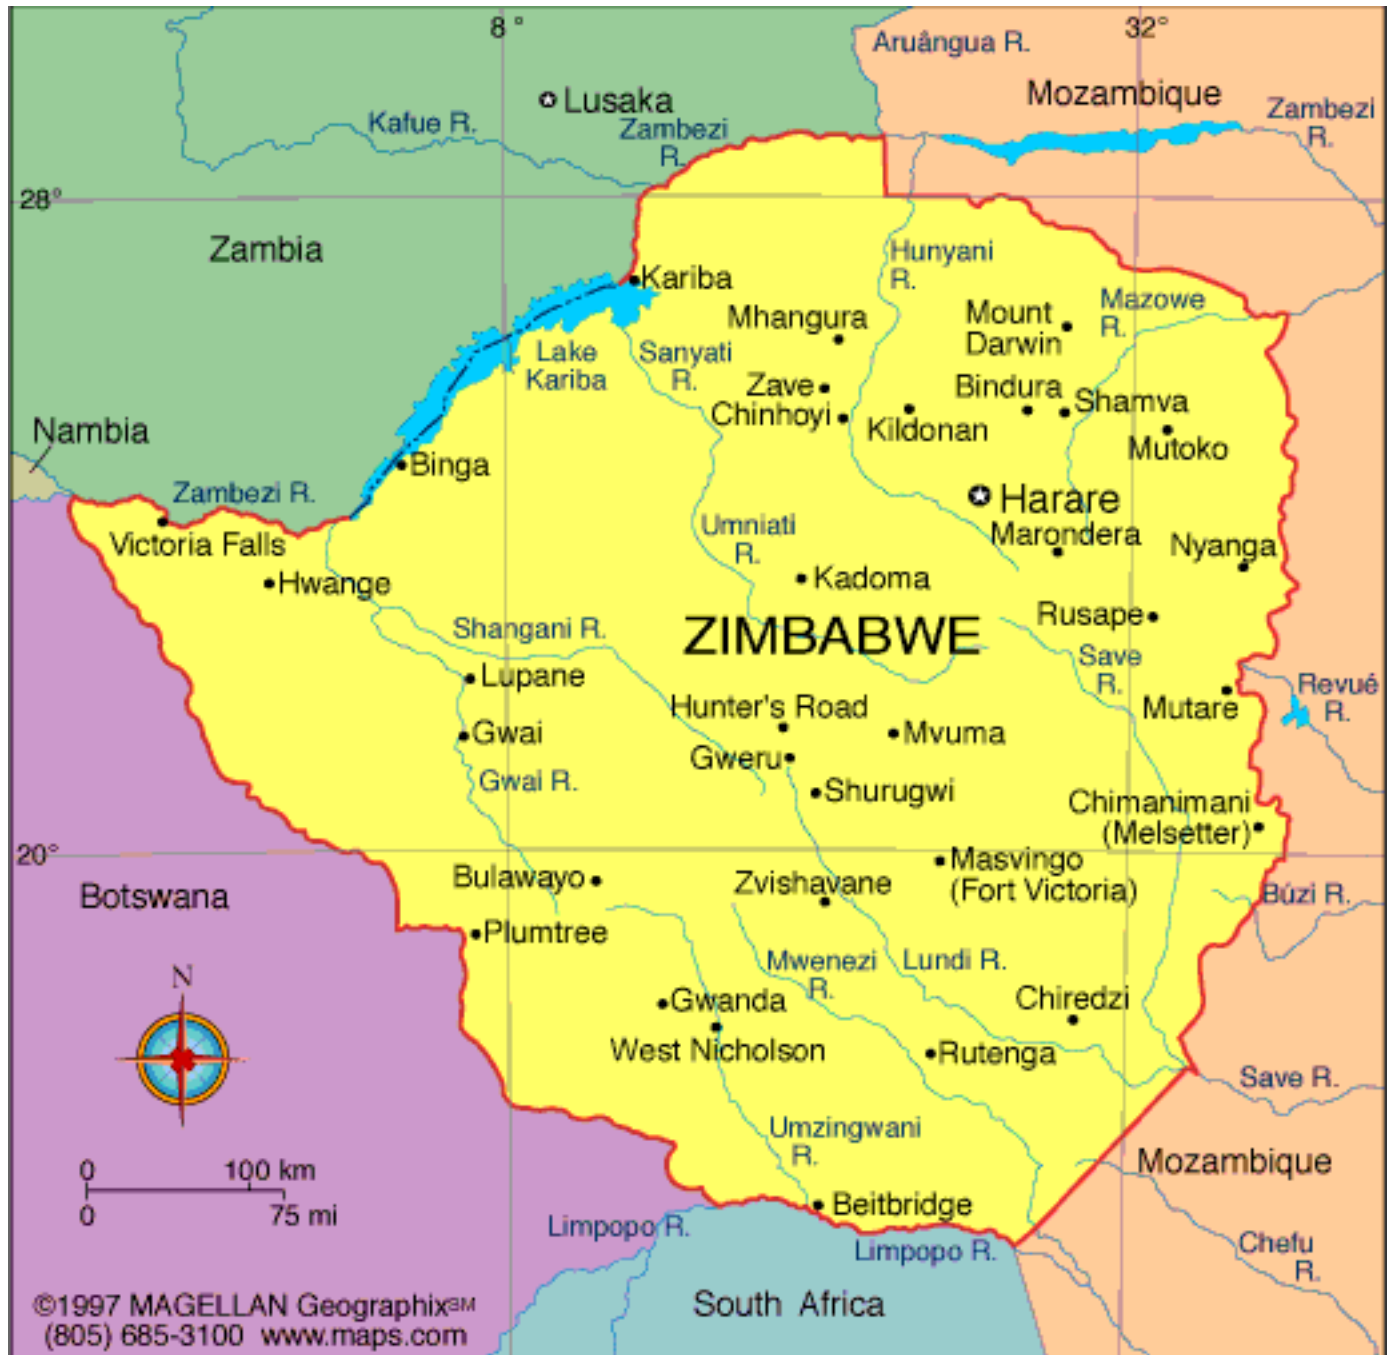 8°
32°
Aruângua R.
Lusaka
Mozambique
Kafue R.
Zambezi
R.
Zambezi
R.
28°
Zambia
Hunyani
R.
Kariba
Mazowe
R.
Mhangura
Mount
Darwin
Lake
Kariba
Sanyati
R.
Zave
Bindura
Shamva
Chinhoyi
Kildonan
Mutoko
Nambia
Binga
Zambezi R.
Harare
Umniati
R.
Marondera
Nyanga
Victoria Falls
Hwange
Kadoma
Rusape
Shangani R.
ZIMBABWE
Save
R.
Lupane
Revué
R.
Hunter's Road
Mutare
Gwai
Mvuma
Gweru
Gwai R.
Shurugwi
Chimanimani
(Melsetter)
20°
Masvingo
(Fort Victoria)
Bulawayo
Zvishavane
Botswana
Búzi R.
Plumtree
Mwenezi
R.
Lundi R.
N
Gwanda
Chiredzi
West Nicholson
Rutenga
Save R.
Umzingwani
R.
Mozambique
0 100 km
0 75 mi
Beitbridge
Limpopo R.
Limpopo R.
Chefu
R.
South Africa
©1997 MAGELLAN Geographix℠
(805) 685-3100 www.maps.com